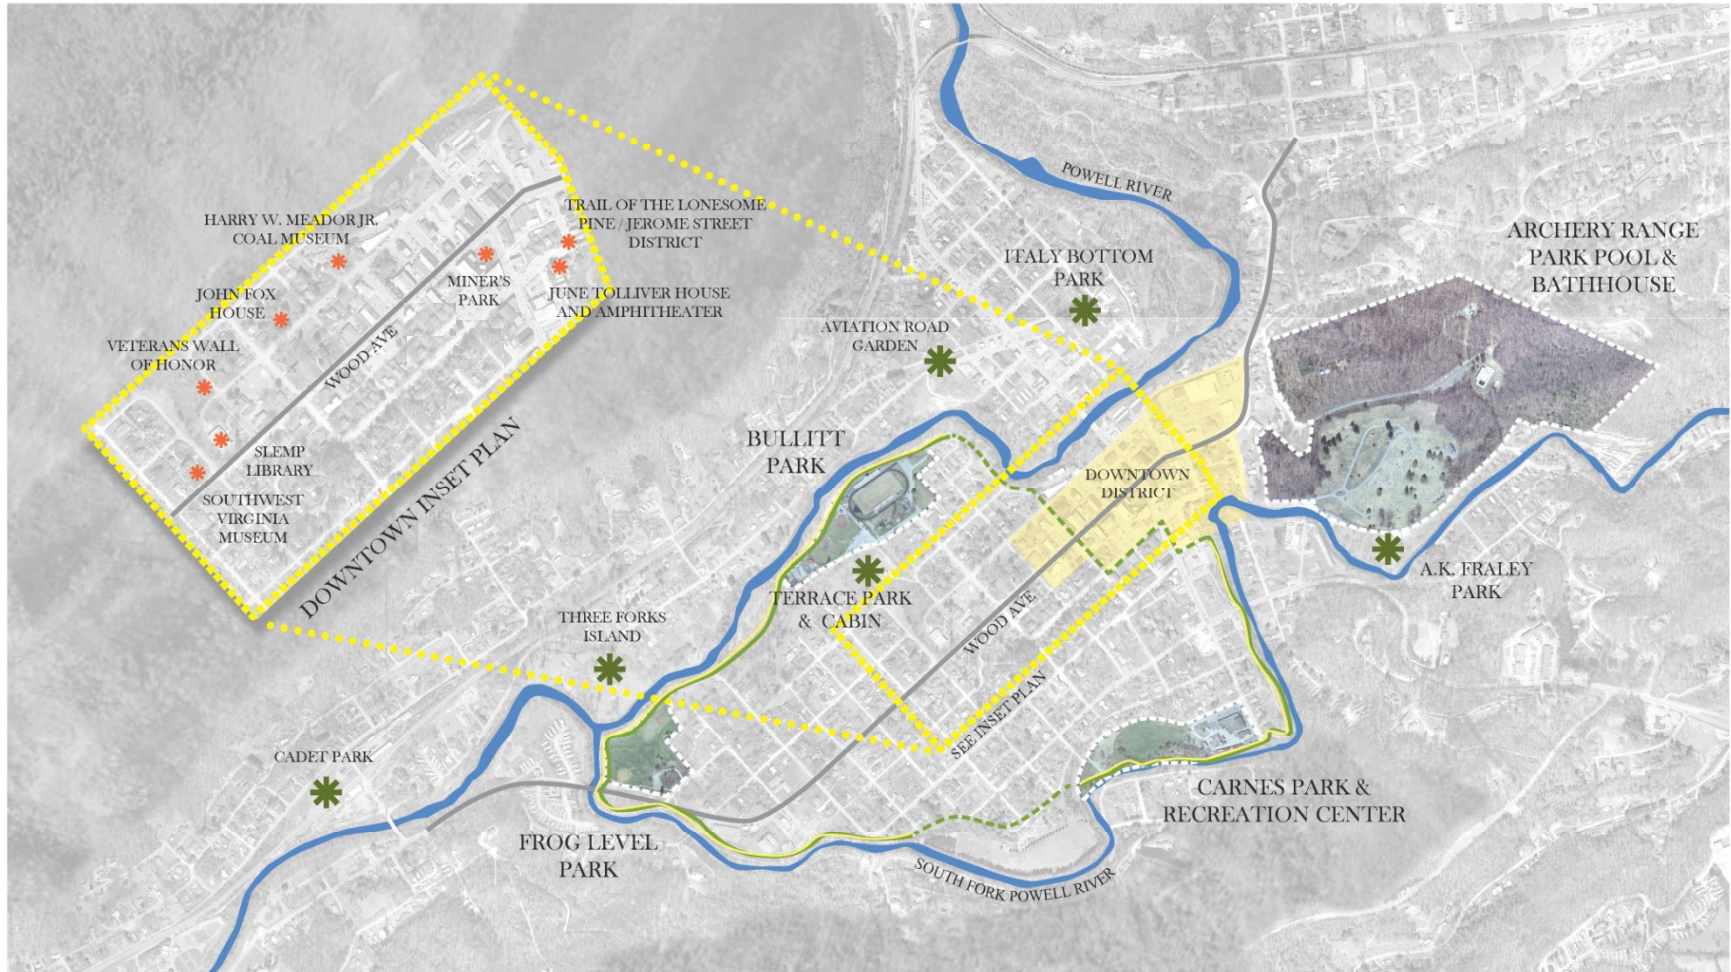 POWELL RIVER
ARCHERY RANGE
PARK POOL &
BATHHOUSE
HARRY W. MEADOR JR.
COAL MUSEUM
TRAIL OF THE LONESOME
PINE / JEROME STREET
DISTRICT
MINER'S
PARK
JUNE TOLLIVER HOUSE
AND AMPHITHEATER
JOHN FOX
HOUSE
VETERANS WALL
OF HONOR
WOOD AVE
SLEMP
LIBRARY
SOUTHWEST
VIRGINIA
MUSEUM
DOWNTOWN INSET PLAN
ITALY BOTTOM
PARK
AVIATION ROAD
GARDEN
BULLITT
PARK
DOWNTOWN
DISTRICT
TERRACE PARK
& CABIN
WOOD AVE
A.K. FRALEY
PARK
THREE FORKS
ISLAND
SEE INSET PLAN
CADET PARK
CARNES PARK &
RECREATION CENTER
FROG LEVEL
PARK
SOUTH FORK POWELL RIVER